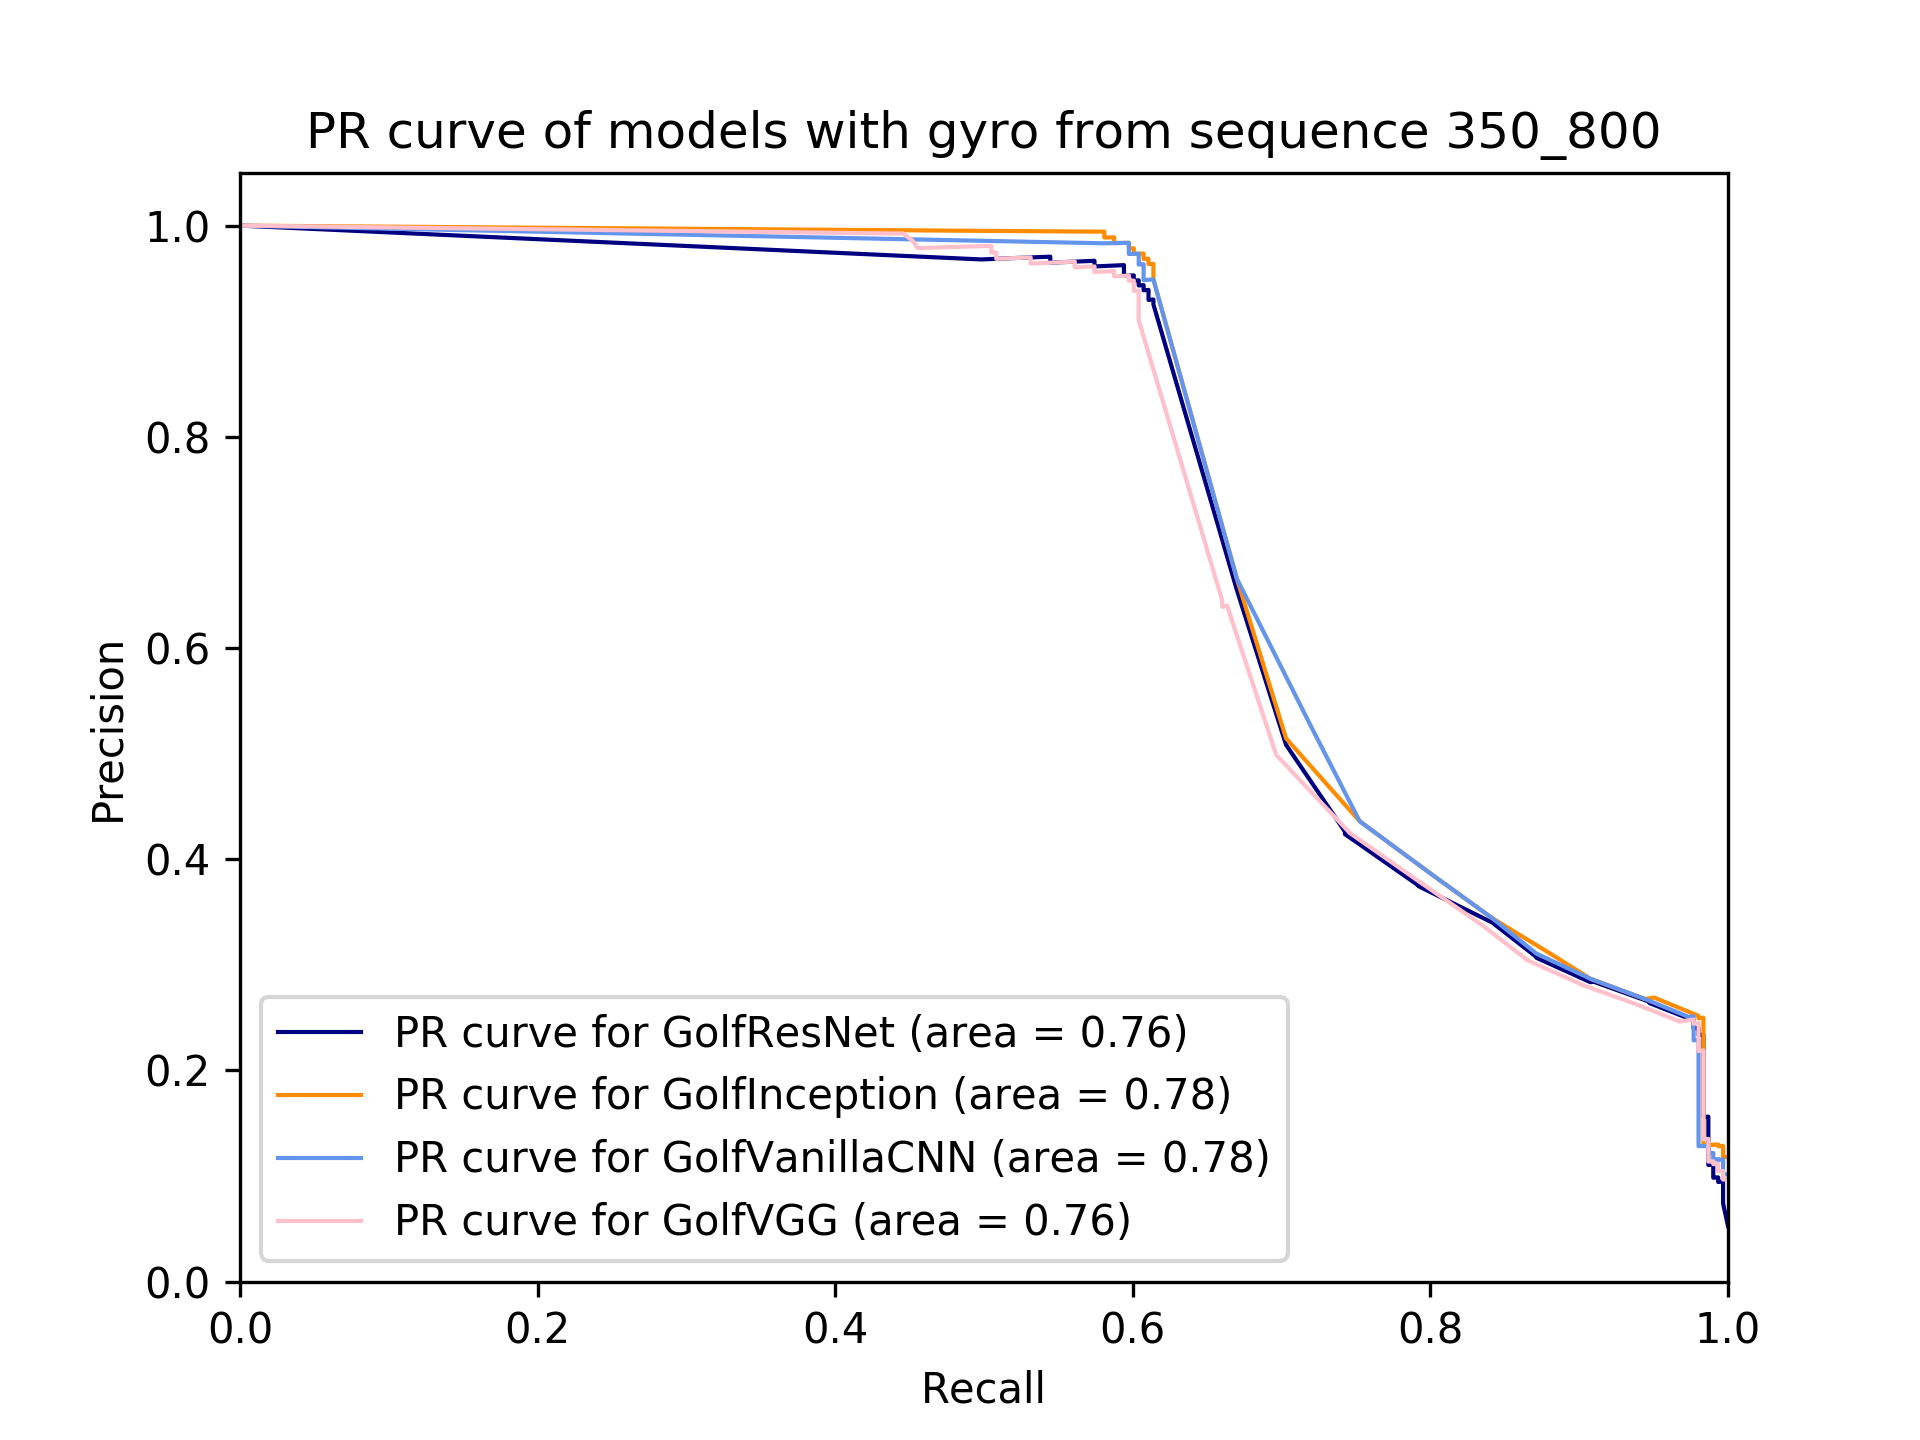 PR curve of models with gyro from sequence 350_800
1.0
0.8
0.6
0.4
0.2
0.0
Precision
PR curve for GolfResNet (area = 0.76)
PR curve for GolfInception (area = 0.78)
PR curve for GolfVanillaCNN (area = 0.78)
PR curve for GolfVGG (area = 0.76)
0.0 0.2 0.4 0.6 0.8 1.0
Recall